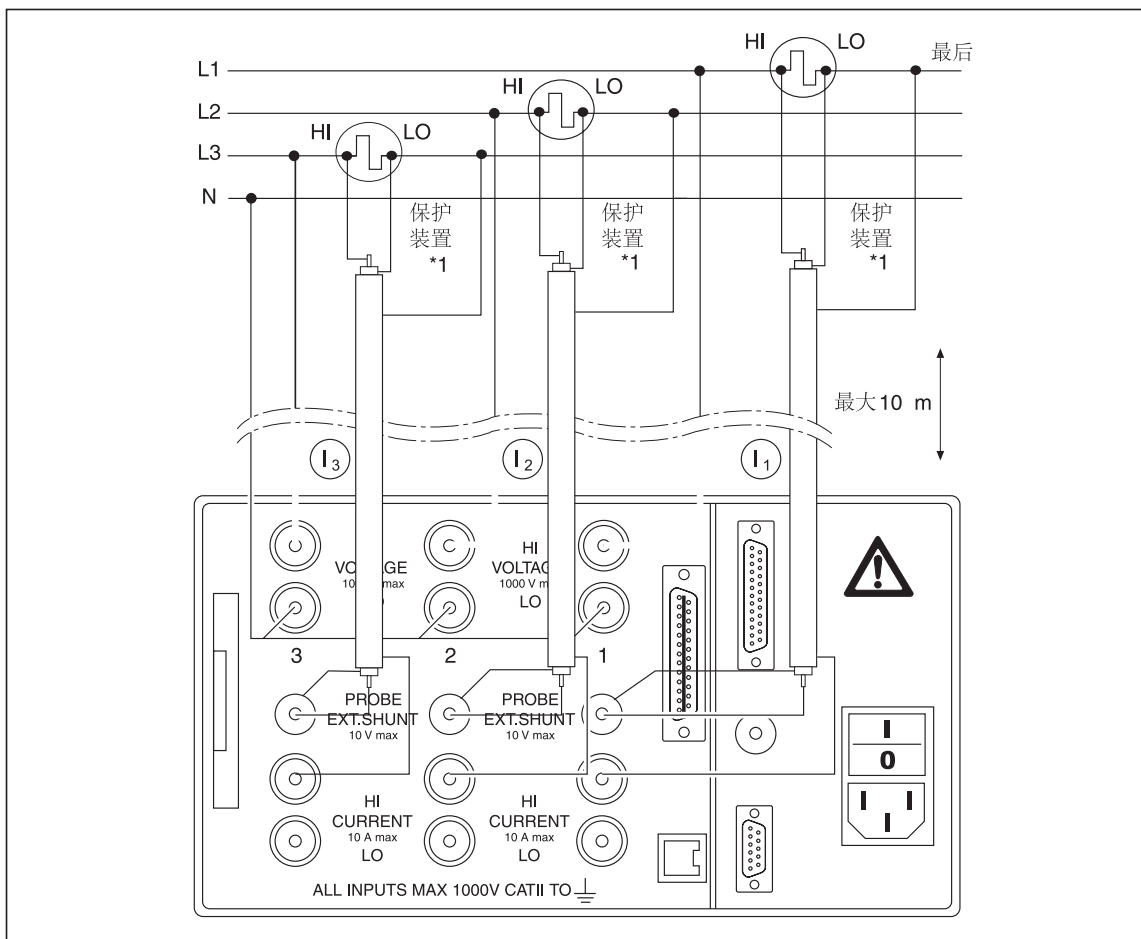 HI LO 最后
L1
HI LO
L2
HI LO
L3
N
保护 装置 *1
保护 装置 *1
保护 装置 *1
最大10 m
I3 I2 I1
HI
VOLTAGE
1000 V m
LO
VO AGE
10 max
3 2 1
PROBE
EXT.SHUNT
10 V max
PROBE
EXT.SHUNT
10 V max
HI
CURRENT
10 A max
LO
HI
CURRENT
10 A max
LO
I
0
ALL INPUTS MAX 1000V CATII TO